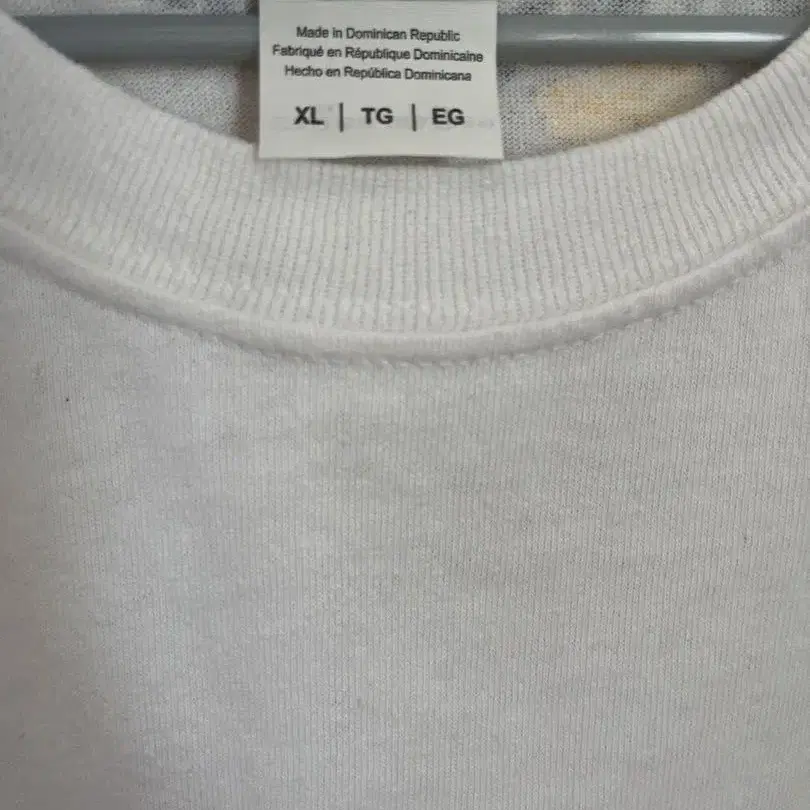 Made in Dominican Republic
Fabriqué en République Dominicaine
Hecho en República Dominicana
XL | TG | EG